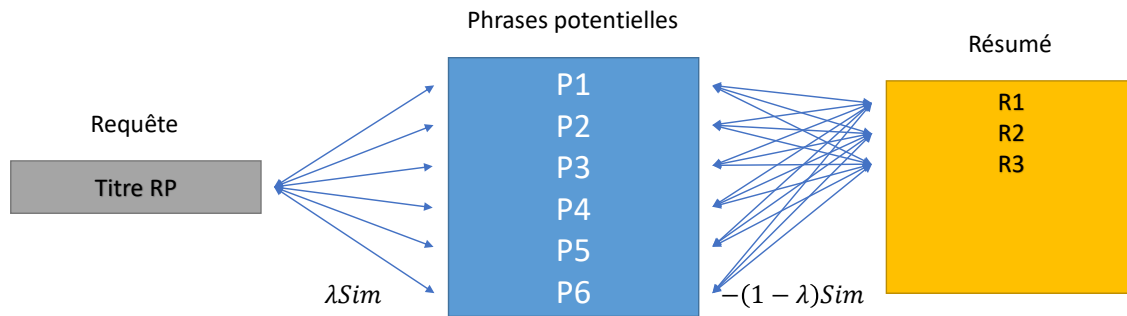 Requête
Titre RP
λSim
Phrases potentielles
P1
P2
P3
P4
P5
P6
−(1 − λ)Sim
Résumé
R1
R2
R3